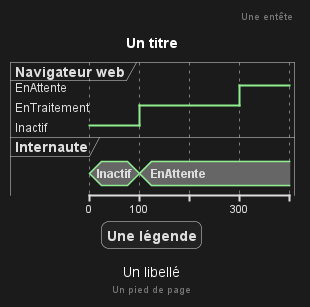 Une entête
Un titre
Navigateur web
EnAttente
EnTraitement
Inactif
Internaute
Inactif EnAttente
0 100 300
Une légende
Un libellé
Un pied de page